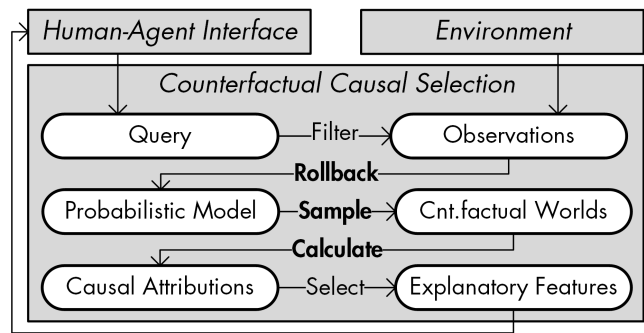 Human-Agent Interface Environment
Counterfactual Causal Selection
Query Filter Observations
Rollback
Probabilistic Model Sample Cnt.factual Worlds
Calculate
Causal Attributions Select Explanatory Features